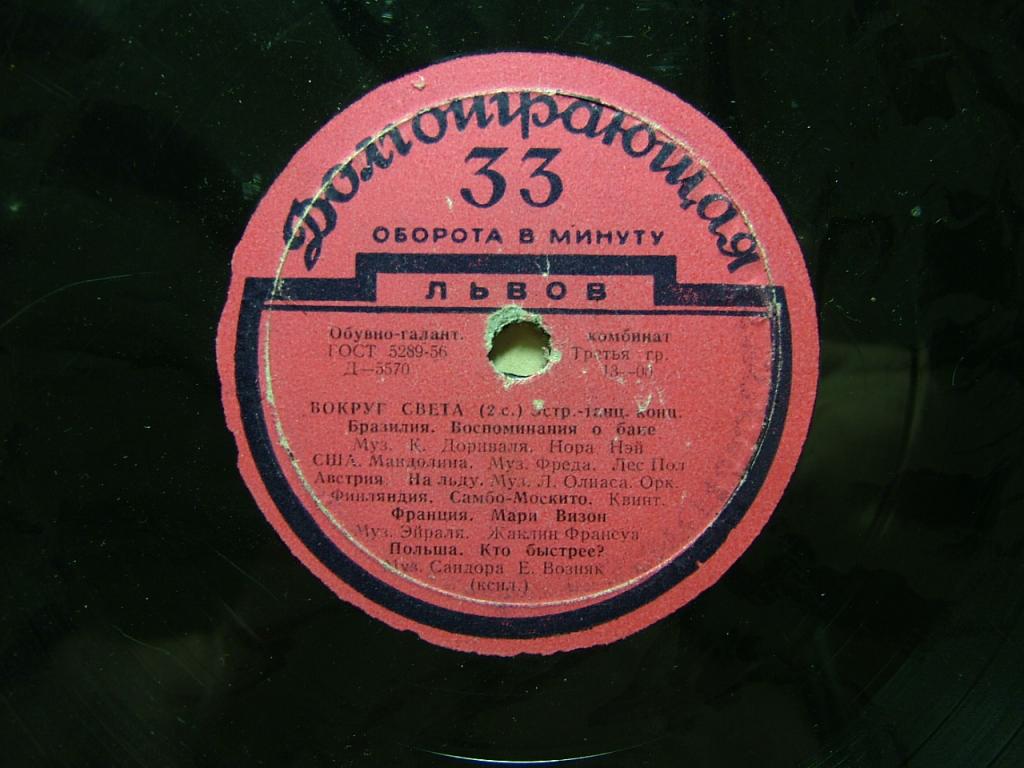 Долгоиграющая
33
ОБОРОТА В МИНУТУ
ЛЬВОВ
Обувно-галант. комбинат
ГОСТ 5289-56 Третья гр.
Д—5570
ВОКРУГ СВЕТА (2 с.) Эстр.-танц. конц.
Бразилия. Воспоминания о баие
Муз. К. Дориваля. Нора Нэй
США. Мандолина. Муз. Фреда. Лес Пол
Австрия. На льду. Муз. Л. Олиаса. Орк.
Финляндия. Самбо-Москито. Квинт.
Франция. Мари Визон
Муз. Эйраля. Жаклин Франсуа
Польша. Кто быстрее?
Муз. Сандора Е. Возняк
(ксил.)